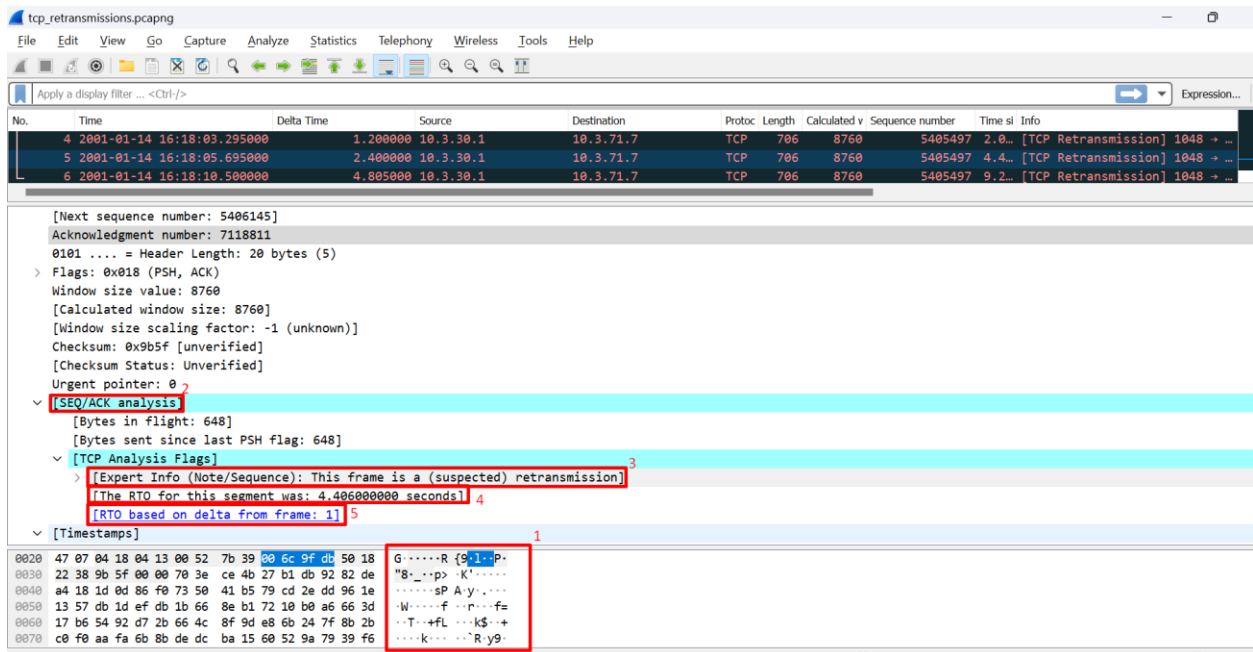 tcp_retransmissions.pcapng
File Edit View Go Capture Analyze Statistics Telephony Wireless Tools Help
Apply a display filter ... <Ctrl-/> Expression...
No. Time Delta Time Source Destination Protoc Length Calculated v Sequence number Time si Info
4 2001-01-14 16:18:03.295000 1.200000 10.3.30.1 10.3.71.7 TCP 706 8760 5405497 2.0… [TCP Retransmission] 1048 → …
5 2001-01-14 16:18:05.695000 2.400000 10.3.30.1 10.3.71.7 TCP 706 8760 5405497 4.4… [TCP Retransmission] 1048 → …
6 2001-01-14 16:18:10.500000 4.805000 10.3.30.1 10.3.71.7 TCP 706 8760 5405497 9.2… [TCP Retransmission] 1048 → …
[Next sequence number: 5406145]
Acknowledgment number: 7118811
0101 .... = Header Length: 20 bytes (5)
Flags: 0x018 (PSH, ACK)
Window size value: 8760
[Calculated window size: 8760]
[Window size scaling factor: -1 (unknown)]
Checksum: 0x9b5f [unverified]
[Checksum Status: Unverified]
Urgent pointer: 0
2
[SEQ/ACK analysis]
[Bytes in flight: 648]
[Bytes sent since last PSH flag: 648]
[TCP Analysis Flags]
3
[Expert Info (Note/Sequence): This frame is a (suspected) retransmission]
[The RTO for this segment was: 4.406000000 seconds] 4
[RTO based on delta from frame: 1] 5
[Timestamps]
1
0020 47 07 04 18 04 13 00 52 7b 39 00 6c 9f db 50 18 G······R {9·l··P·
0030 22 38 9b 5f 00 00 70 3e ce 4b 27 b1 db 92 82 de "8·_··p> ·K'·····
0040 a4 18 1d 0d 86 f0 73 50 41 b5 79 cd 2e dd 96 1e ······sP A·y·.···
0050 13 57 db 1d ef db 1b 66 8e b1 72 10 b0 a6 66 3d ·W·····f ··r···f=
0060 17 b6 54 92 d7 2b 66 4c 8f 9d e8 6b 24 7f 8b 2b ··T··+fL ···k$··+
0070 c0 f0 aa fa 6b 8b de dc ba 15 60 52 9a 79 39 f6 ····k··· ··`R·y9·